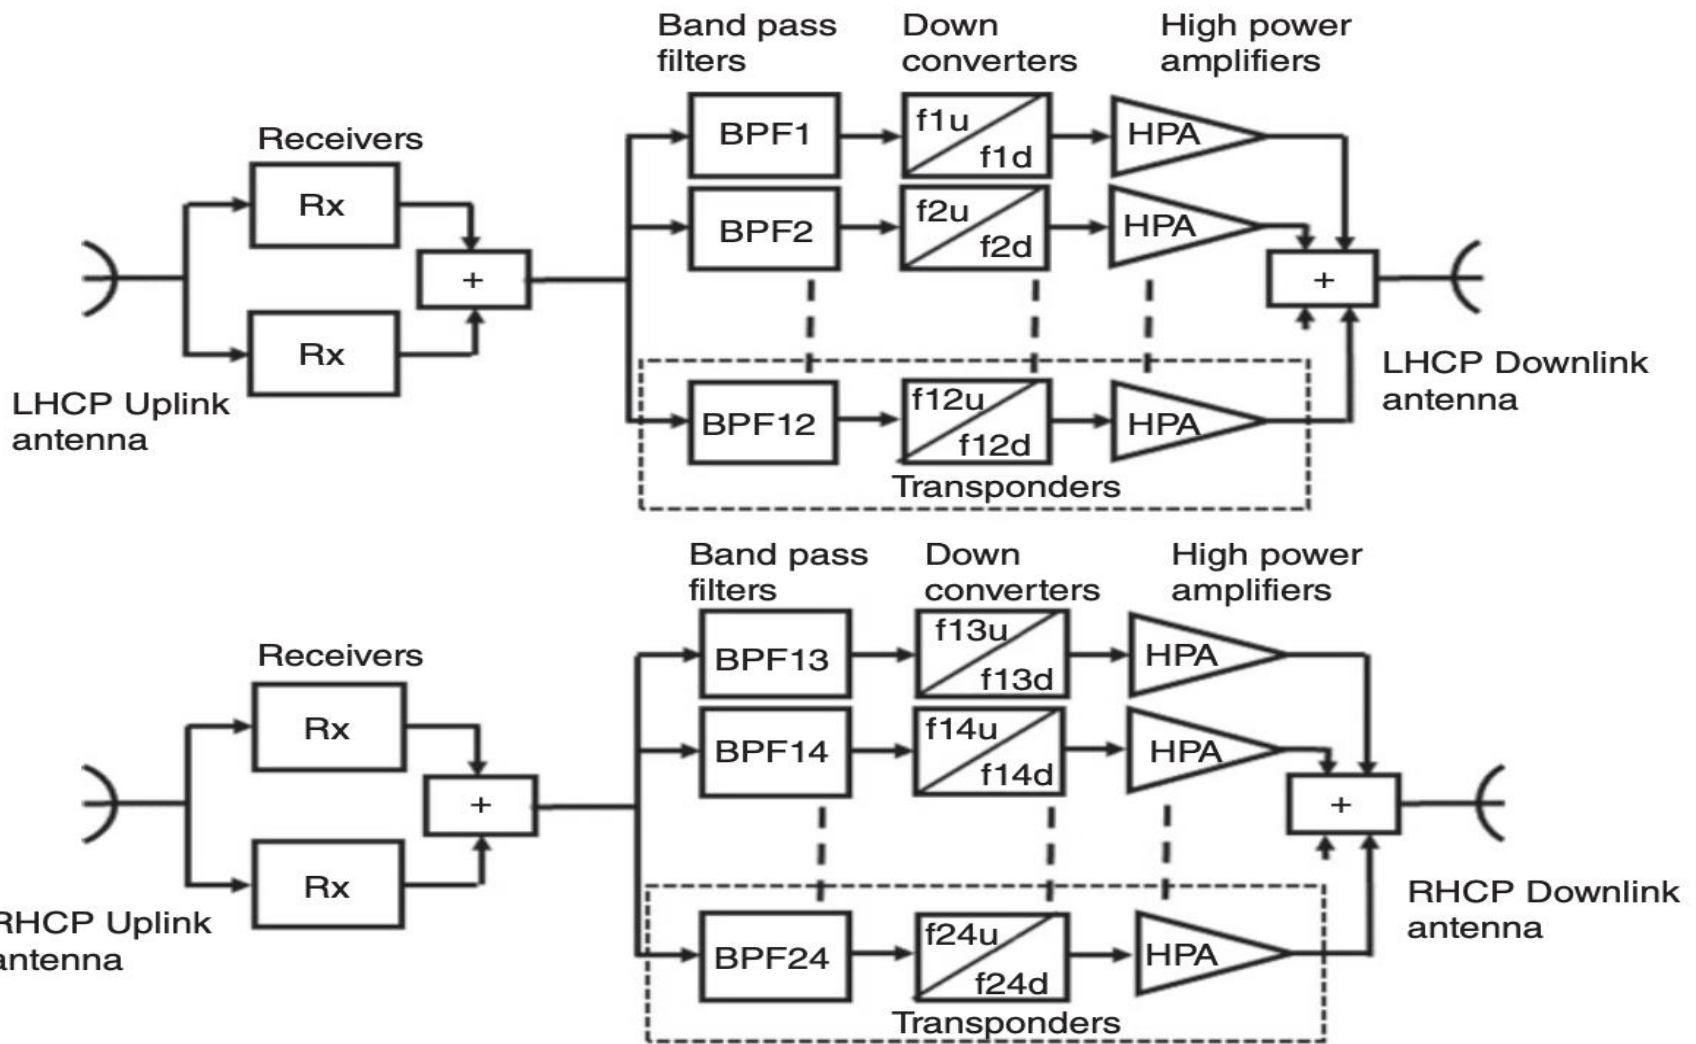 Band pass
filters
Down
converters
High power
amplifiers
Receivers
Rx
Rx
+
LHCP Uplink
antenna
BPF1
f1u
f1d
HPA
BPF2
f2u
f2d
HPA
BPF12
f12u
f12d
HPA
Transponders
+
LHCP Downlink
antenna
Band pass
filters
Down
converters
High power
amplifiers
Receivers
Rx
Rx
+
RHCP Uplink
antenna
BPF13
f13u
f13d
HPA
BPF14
f14u
f14d
HPA
BPF24
f24u
f24d
HPA
Transponders
+
RHCP Downlink
antenna